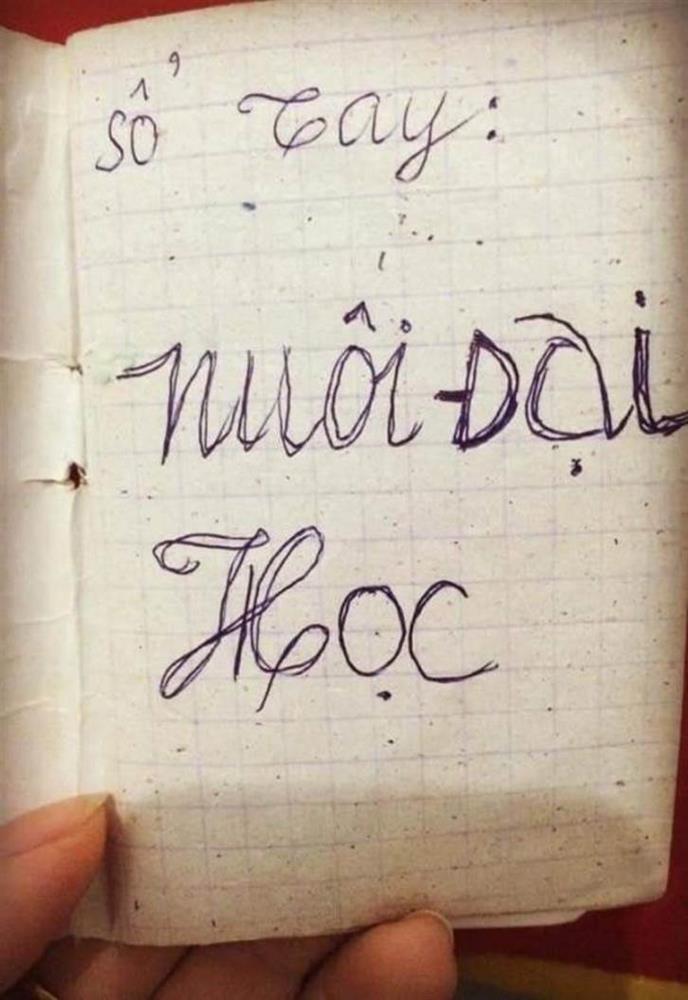 sổ Tay:
nuôi Đại
Học